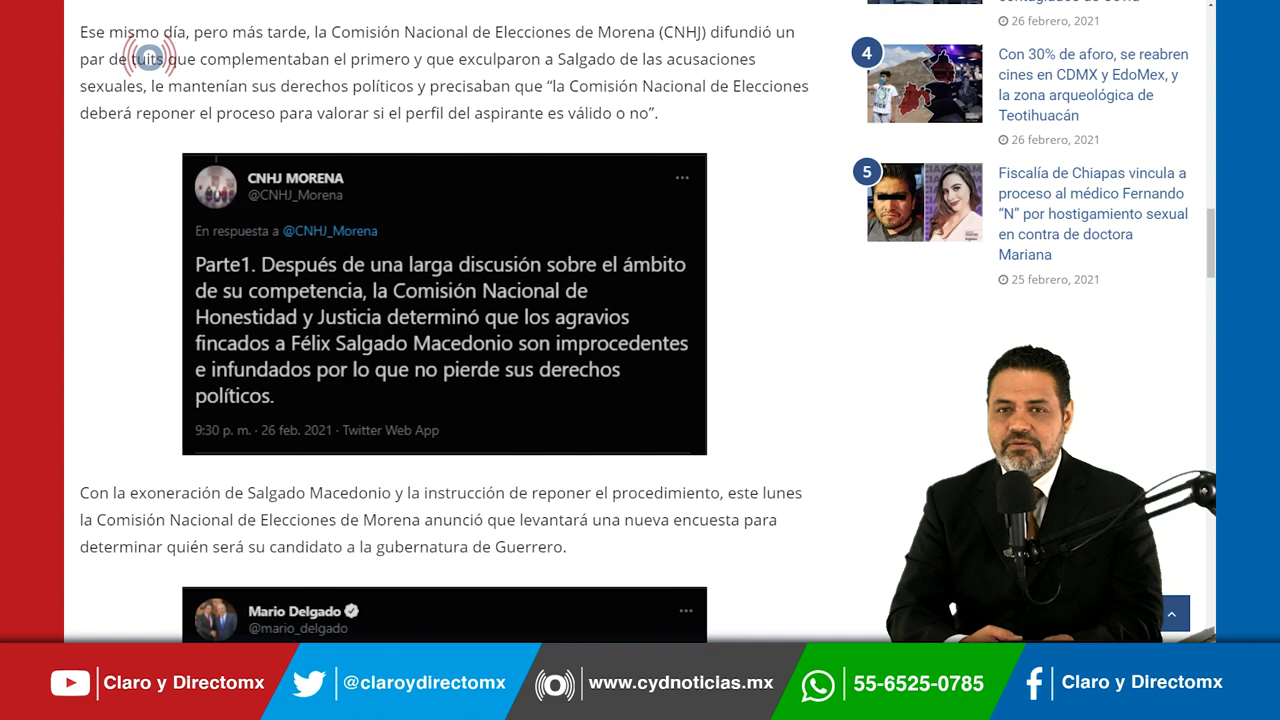 Ese mismo día, pero más tarde, la Comisión Nacional de Elecciones de Morena (CNHJ) difundió un
par de tuits que complementaban el primero y que exculparon a Salgado de las acusaciones
sexuales, le mantenían sus derechos políticos y precisaban que “la Comisión Nacional de Elecciones
deberá reponer el proceso para valorar si el perfil del aspirante es válido o no”.
CNHJ MORENA
@CNHJ_Morena
En respuesta a @CNHJ_Morena
Parte1. Después de una larga discusión sobre el ámbito
de su competencia, la Comisión Nacional de
Honestidad y Justicia determinó que los agravios
fincados a Félix Salgado Macedonio son improcedentes
e infundados por lo que no pierde sus derechos
políticos.
9:30 p. m. · 26 feb. 2021 · Twitter Web App
Con la exoneración de Salgado Macedonio y la instrucción de reponer el procedimiento, este lunes
la Comisión Nacional de Elecciones de Morena anunció que levantará una nueva encuesta para
determinar quién será su candidato a la gubernatura de Guerrero.
Mario Delgado
@mario_delgado
26 febrero, 2021
4
Con 30% de aforo, se reabren
cines en CDMX y EdoMex, y
la zona arqueológica de
Teotihuacán
26 febrero, 2021
5
Fiscalía de Chiapas vincula a
proceso al médico Fernando
“N” por hostigamiento sexual
en contra de doctora
Mariana
25 febrero, 2021
Claro y Directomx
@claroydirectomx
www.cydnoticias.mx
55-6525-0785
Claro y Directomx